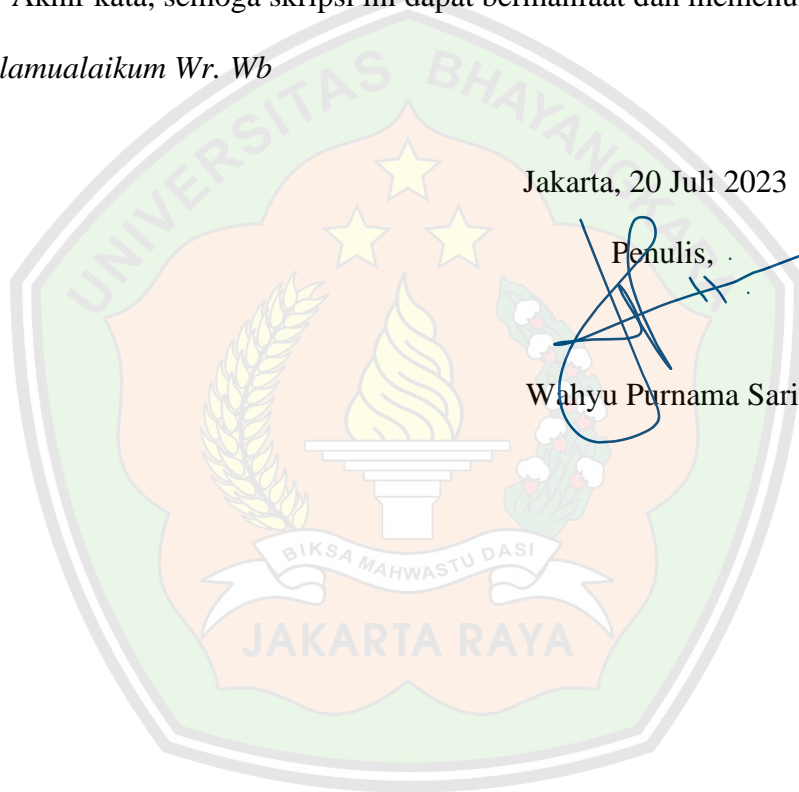 Akhir kata, semoga skripsi ini dapat bermanfaat dan memenu
lamualaikum Wr. Wb
UNIVERSITAS BHAYANGKARA
Jakarta, 20 Juli 2023
Penulis,
Wahyu Purnama Sari
BIKSA MAHWASTU DASI
JAKARTA RAYA